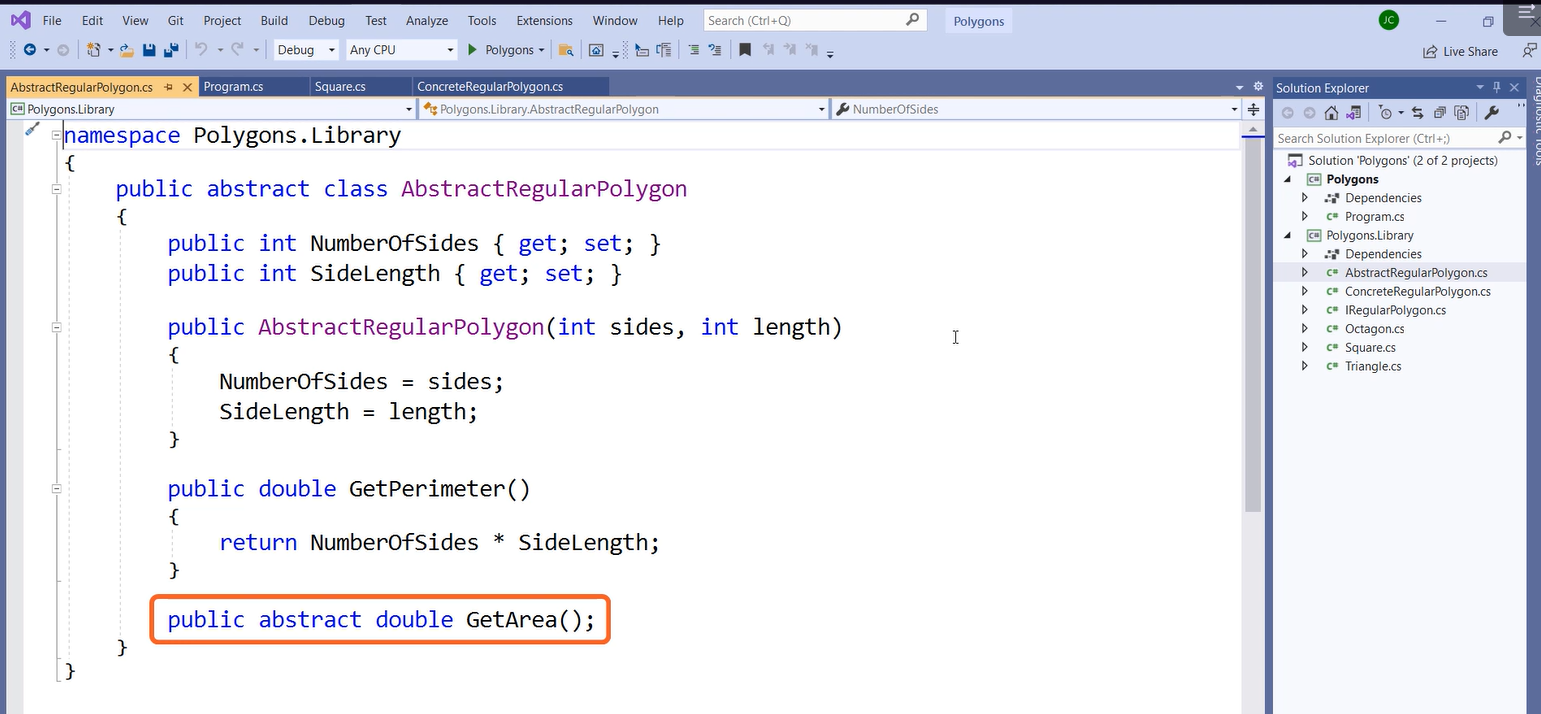 File Edit View Git Project Build Debug Test Analyze Tools Extensions Window Help Search (Ctrl+Q) Polygons JC
Debug Any CPU Polygons Live Share
AbstractRegularPolygon.cs Program.cs Square.cs ConcreteRegularPolygon.cs
C# Polygons.Library Polygons.Library.AbstractRegularPolygon NumberOfSides
namespace Polygons.Library
{
public abstract class AbstractRegularPolygon
{
public int NumberOfSides { get; set; }
public int SideLength { get; set; }
public AbstractRegularPolygon(int sides, int length)
{
NumberOfSides = sides;
SideLength = length;
}
public double GetPerimeter()
{
return NumberOfSides * SideLength;
}
public abstract double GetArea();
}
}
Solution Explorer
Search Solution Explorer (Ctrl+;)
Solution 'Polygons' (2 of 2 projects)
C# Polygons
Dependencies
C# Program.cs
C# Polygons.Library
Dependencies
C# AbstractRegularPolygon.cs
C# ConcreteRegularPolygon.cs
C# IRegularPolygon.cs
C# Octagon.cs
C# Square.cs
C# Triangle.cs
Diagnostic Tools